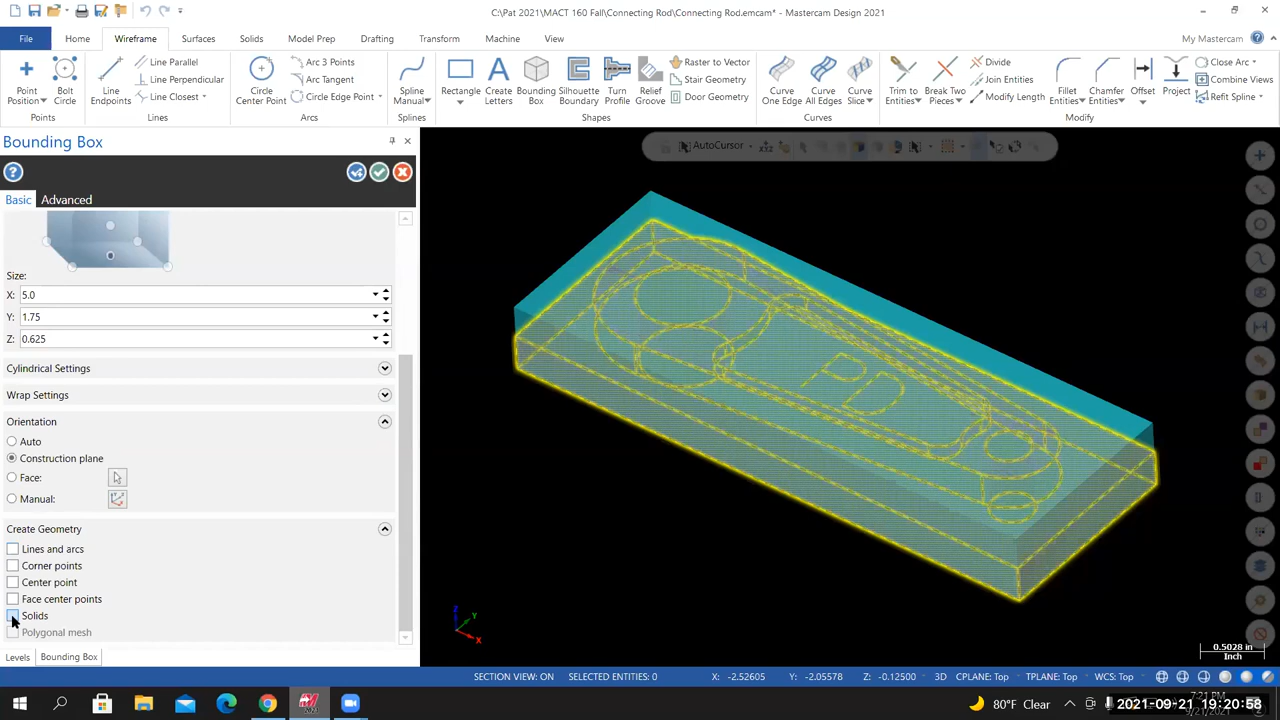 C:\Pat 2021\MACT 160 Fall\Connecting Rod\Connecting Rod.emcam* - Mastercam Design 2021
File Home Wireframe Surfaces Solids Model Prep Drafting Transform Machine View My Mastercam
Point Position Bolt Circle Line Endpoints Line Parallel Line Perpendicular Line Closest Circle Center Point Arc 3 Points Arc Tangent Circle Edge Point Spline Manual Rectangle Create Letters Bounding Box Silhouette Boundary Turn Profile Relief Groove Raster to Vector Stair Geometry Door Geometry Curve One Edge Curve All Edges Curve Slice Trim to Entities Break Two Pieces Divide Join Entities Modify Length Fillet Entities Chamfer Entities Offset Project Close Arc Combine Views Refit Spline
Points Lines Arcs Splines Shapes Curves Modify
Bounding Box
AutoCursor
Basic Advanced
Size:
X: 5.0
Y: 1.75
Z: 0.625
Cylindrical Settings
Wrap Settings
Orientation
Auto
Construction plane
Face:
Manual:
Create Geometry
Lines and arcs
Corner points
Center point
Face center points
Solids
Polygonal mesh
PD
Z
Y
X
0.5028 in
Inch
Levels Bounding Box
SECTION VIEW: ON SELECTED ENTITIES: 0 X: -2.52605 Y: -2.05578 Z: -0.12500 3D CPLANE: Top TPLANE: Top WCS: Top
80°F Clear
7:21 PM
2021-09-21 19:20:58
9/21/2021